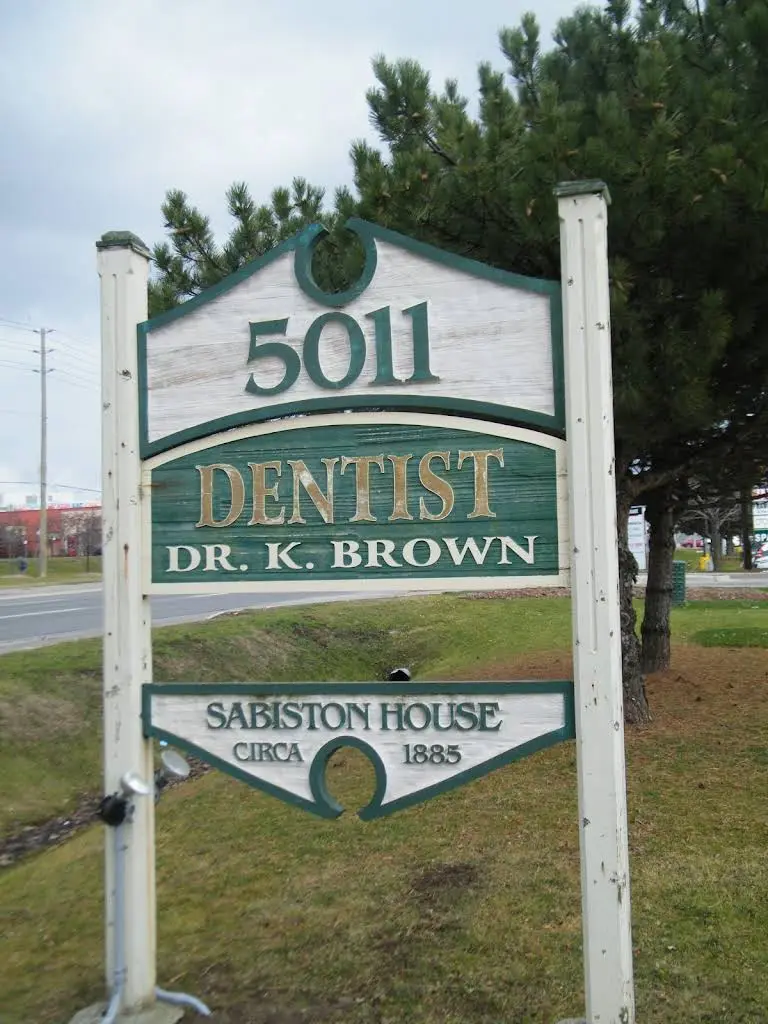 5011
DENTIST
DR. K. BROWN
SABISTON HOUSE
CIRCA 1885